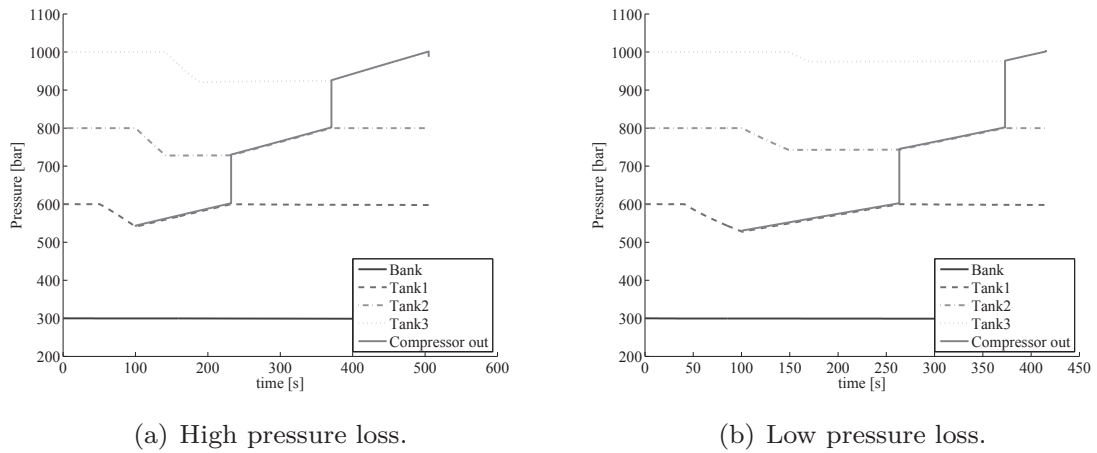 1100
1000
900
800
700
600
500
400
300
200
Pressure [bar]
0 100 200 300 400 500 600
time [s]
Bank
Tank1
Tank2
Tank3
Compressor out
(a) High pressure loss.
1100
1000
900
800
700
600
500
400
300
200
Pressure [bar]
0 50 100 150 200 250 300 350 400 450
time [s]
Bank
Tank1
Tank2
Tank3
Compressor out
(b) Low pressure loss.